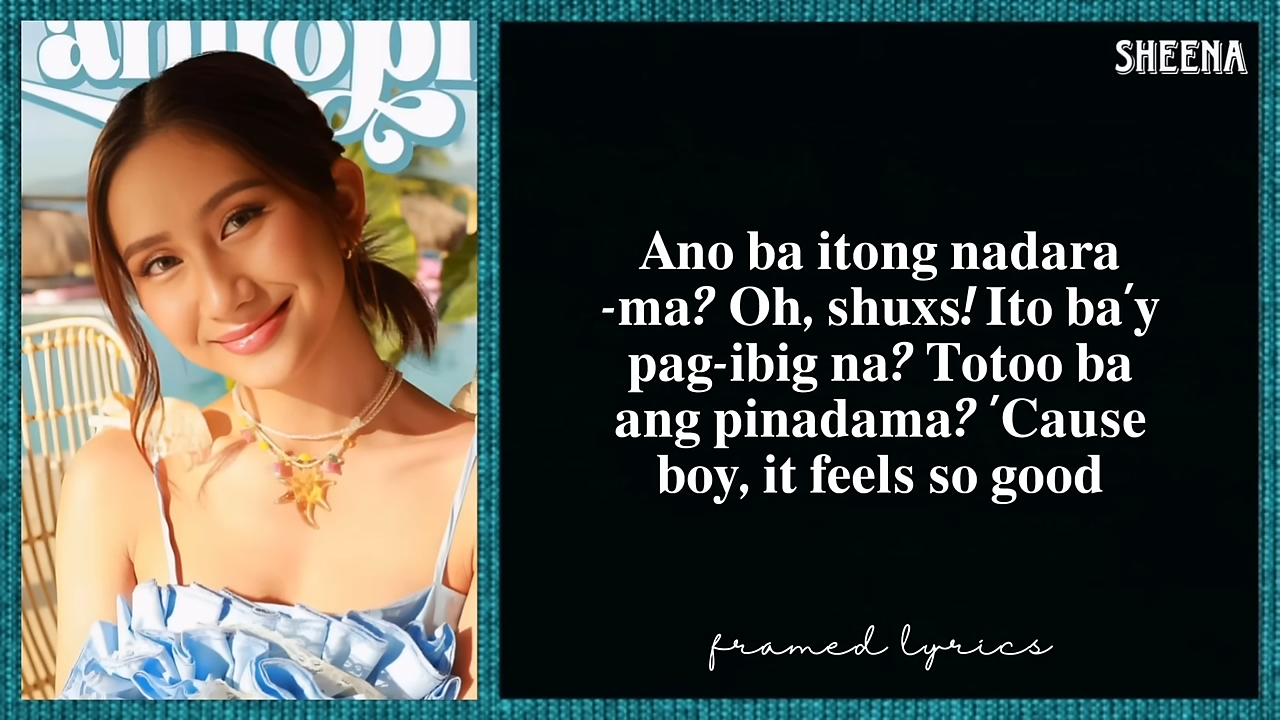 SHEENA
Ano ba itong nadara
-ma? Oh, shuxs! Ito ba'y
pag-ibig na? Totoo ba
ang pinadama? 'Cause
boy, it feels so good
framed lyrics